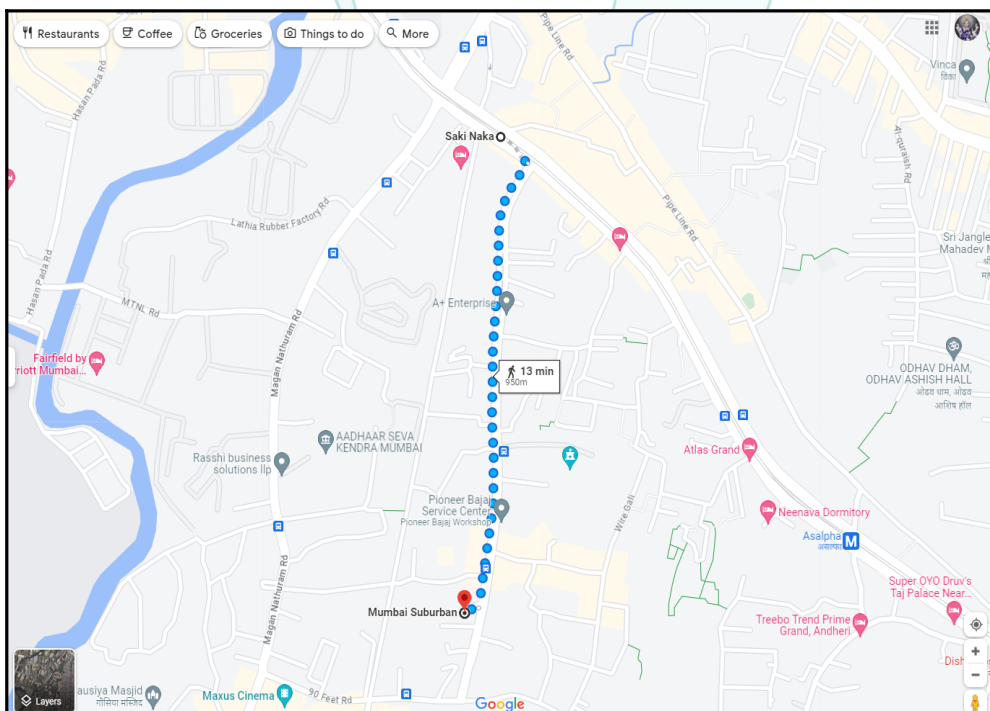 Restaurants
Coffee
Groceries
Things to do
More
Pipe Line Rd
Vinca
विंका
Hasan Pada Rd
Saki Naka
Al-quraish Rd
Lathia Rubber Factory Rd
Pipe Line Rd
Sri Jangle
Mahadev M
Hasan Pada Rd
MTNL Rd
A+ Enterprise
Magan Nathuram Rd
Fairfield by
rriott Mumbai...
13 min
950m
ODHAV DHAM,
ODHAV ASHISH HALL
ओढव धाम, ओढव
आशिष हॉल
AADHAAR SEVA
KENDRA MUMBAI
Rasshi business
solutions llp
Atlas Grand
Pioneer Bajaj
Service Center
Pioneer Bajaj Workshop
Wire Gali
Neenava Dormitory
Asalpha
असल्फा
M
Magan Nathuram Rd
Super OYO Druv's
Taj Palace Near...
Mumbai Suburban
Treebo Trend Prime
Grand, Andheri
Dish
Layers
ausiya Masjid
गौसिया मस्जिद
Maxus Cinema
90 Feet Rd
Google